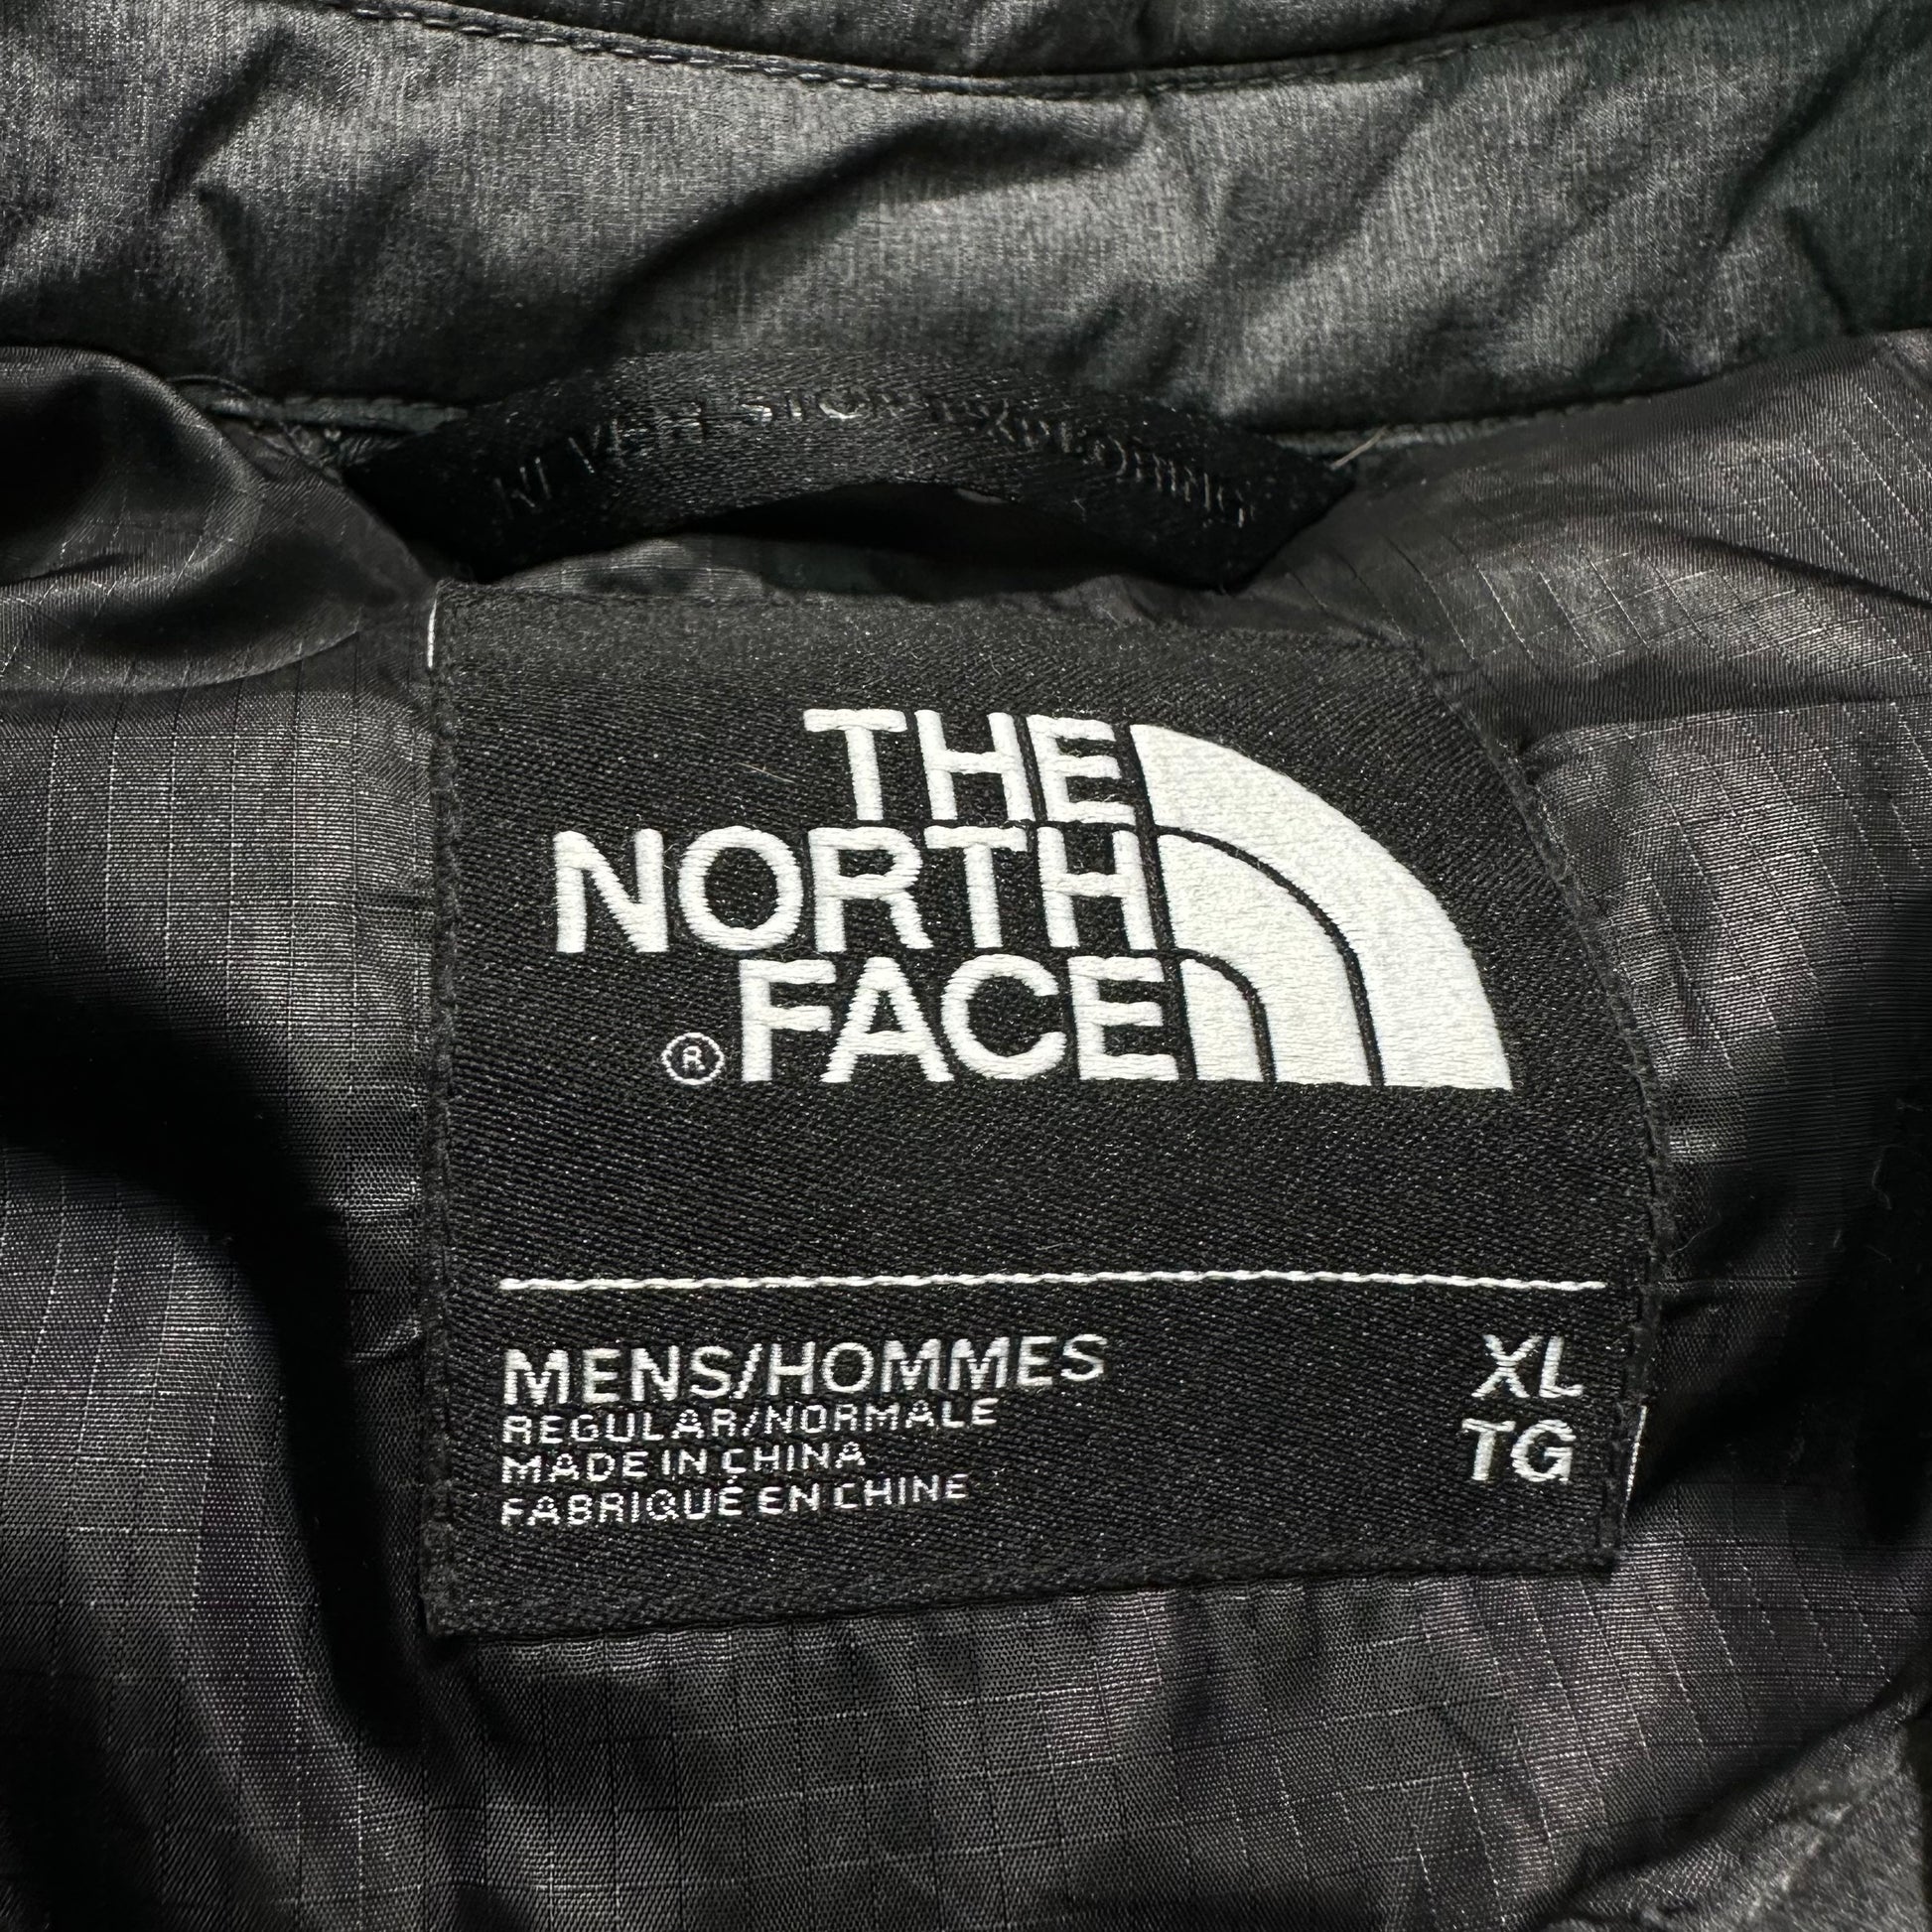 NEVER STOP EXPLORING
THE
NORTH
® FACE
MENS/HOMMES XL
REGULAR/NORMALE TG
MADE IN CHINA
FABRIQUÉ EN CHINE